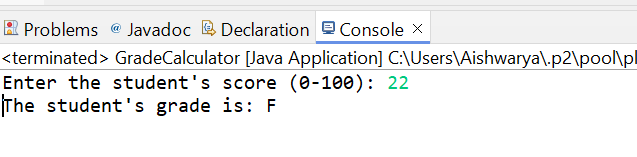 Problems @ Javadoc Declaration Console ×
<terminated> GradeCalculator [Java Application] C:\Users\Aishwarya\.p2\pool\pl
Enter the student's score (0-100): 22
The student's grade is: F